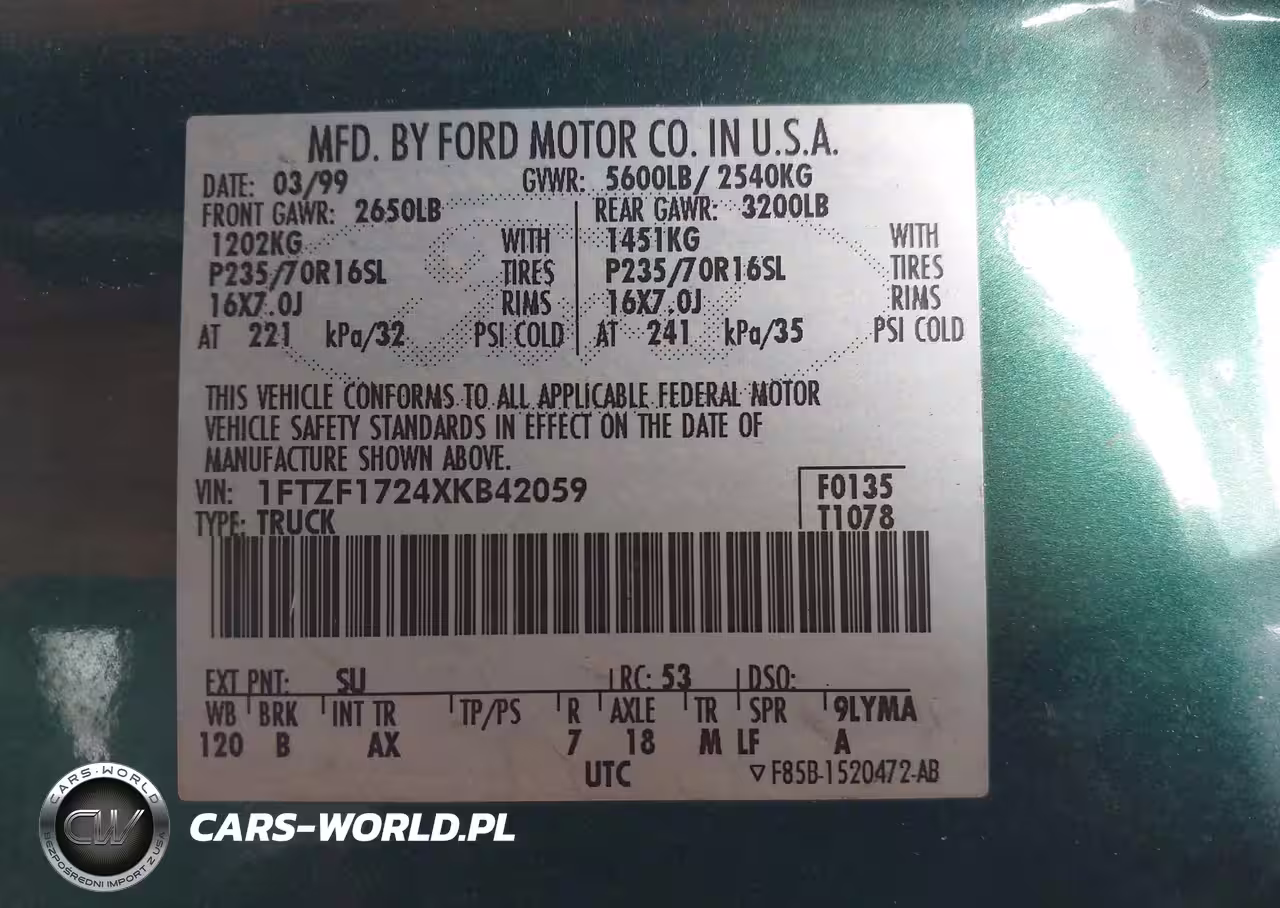 MFD. BY FORD MOTOR CO. IN U.S.A.
DATE: 03/99 GVWR: 5600LB/ 2540KG
FRONT GAWR: 2650LB REAR GAWR: 3200LB
1202KG WITH 1451KG WITH
P235/70R16SL TIRES P235/70R16SL TIRES
16X7.0J RIMS 16X7.0J RIMS
AT 221 kPa/32 PSI COLD AT 241 kPa/35 PSI COLD
THIS VEHICLE CONFORMS TO ALL APPLICABLE FEDERAL MOTOR
VEHICLE SAFETY STANDARDS IN EFFECT ON THE DATE OF
MANUFACTURE SHOWN ABOVE.
VIN: 1FTZF1724XKB42059 F0135
TYPE: TRUCK T1078
EXT PNT: SU RC: 53 DSO:
WB BRK INT TR TP/PS R AXLE TR SPR 9LYMA
120 B AX 7 18 M LF A
UTC ▽ F85B-1520472-AB
CARS-WORLD
CW
BEZPOŚREDNI IMPORT Z USA
CARS-WORLD.PL